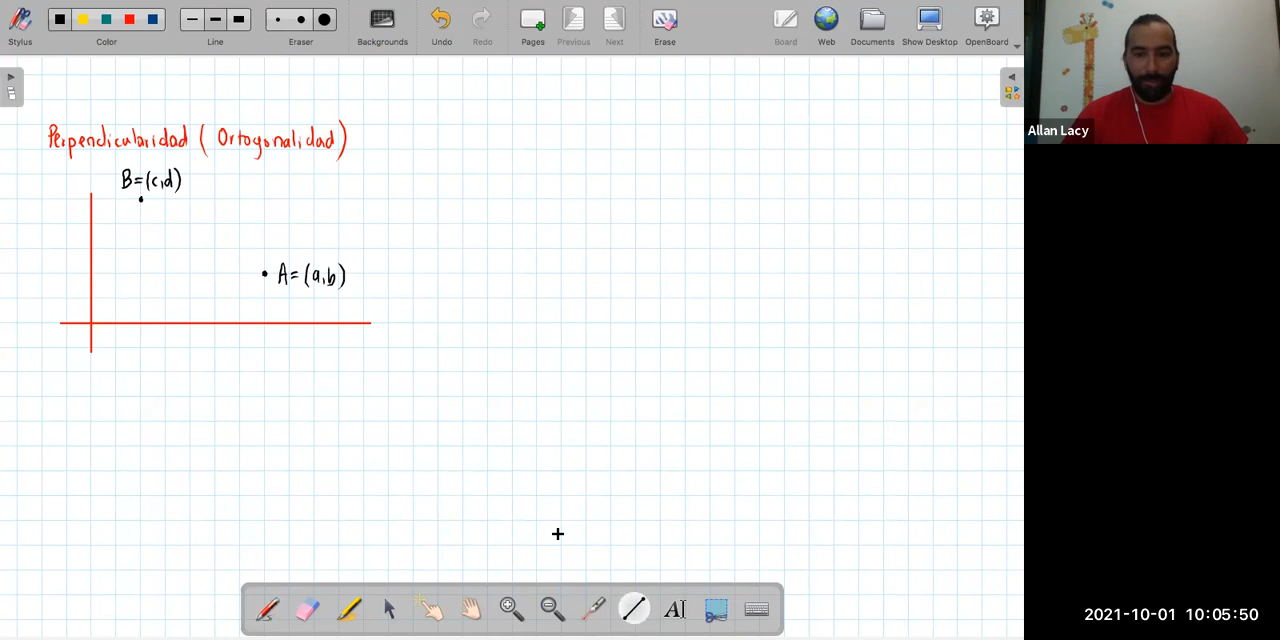 Stylus
Color
Line
Eraser
Backgrounds
Undo
Redo
Pages
Previous
Next
Erase
Board
Web
Documents
Show Desktop
OpenBoard
Perpendicularidad (Ortogonalidad)
B=(c,d)
A=(a,b)
Allan Lacy
A
2021-10-01 10:05:50